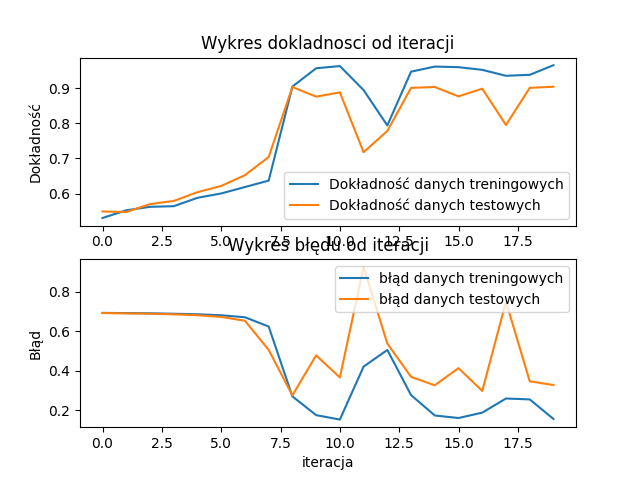 Wykres dokladnosci od iteracji
Dokładność
0.9
0.8
0.7
0.6
Dokładność danych treningowych
Dokładność danych testowych
0.0 2.5 5.0 7.5 10.0 12.5 15.0 17.5
Wykres błędu od iteracji
Błąd
0.8
0.6
0.4
0.2
błąd danych treningowych
błąd danych testowych
0.0 2.5 5.0 7.5 10.0 12.5 15.0 17.5
iteracja